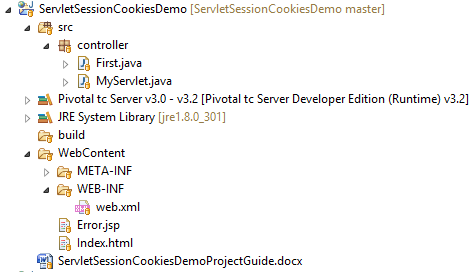 ServletSessionCookiesDemo [ServletSessionCookiesDemo master]
src
controller
First.java
MyServlet.java
Pivotal tc Server v3.0 - v3.2 [Pivotal tc Server Developer Edition (Runtime) v3.2]
JRE System Library [jre1.8.0_301]
build
WebContent
META-INF
WEB-INF
web.xml
Error.jsp
Index.html
ServletSessionCookiesDemoProjectGuide.docx